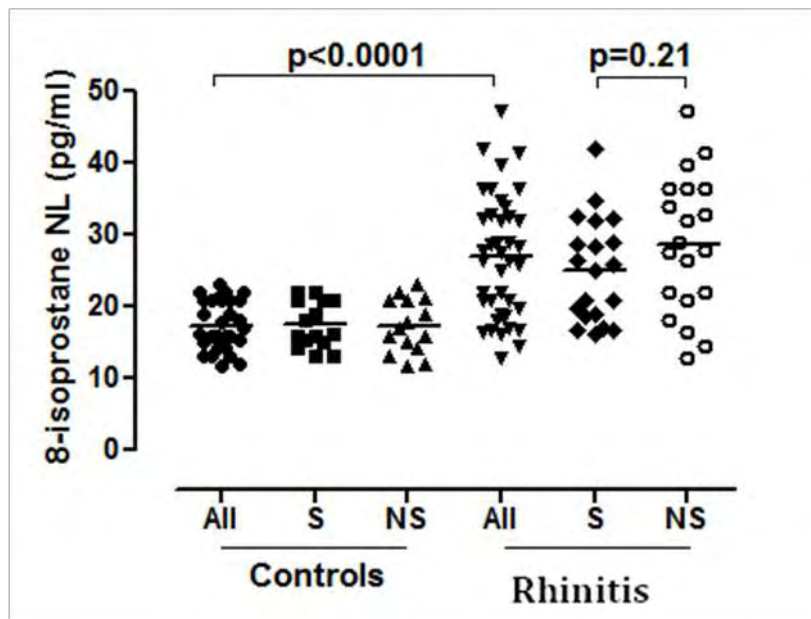 p<0.0001
p=0.21
8-isoprostane NL (pg/ml)
50
40
30
20
10
0
All S NS All S NS
Controls Rhinitis